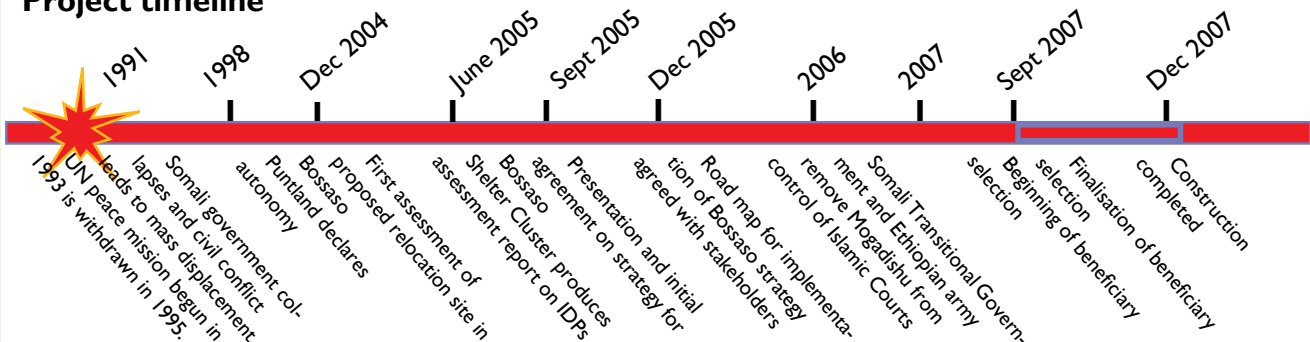 Project timeline
1991
1998
Dec 2004
June 2005
Sept 2005
Dec 2005
2006
2007
Sept 2007
Dec 2007
Somali government col-
lapses and civil conflict
leads to mass displacement
UN peace mission begun in
1993 is withdrawn in 1995.
Puntland declares
autonomy
First assessment of
proposed relocation site in
Bossaso
Shelter Cluster produces
assessment report on IDPs
Presentation and initial
agreement on strategy for
Bossaso
Road map for implementa-
tion of Bossaso strategy
agreed with stakeholders
Somali Transitional Govern-
ment and Ethiopian army
remove Mogadishu from
control of Islamic Courts
Beginning of beneficiary
selection
Finalisation of beneficiary
selection
Construction
completed